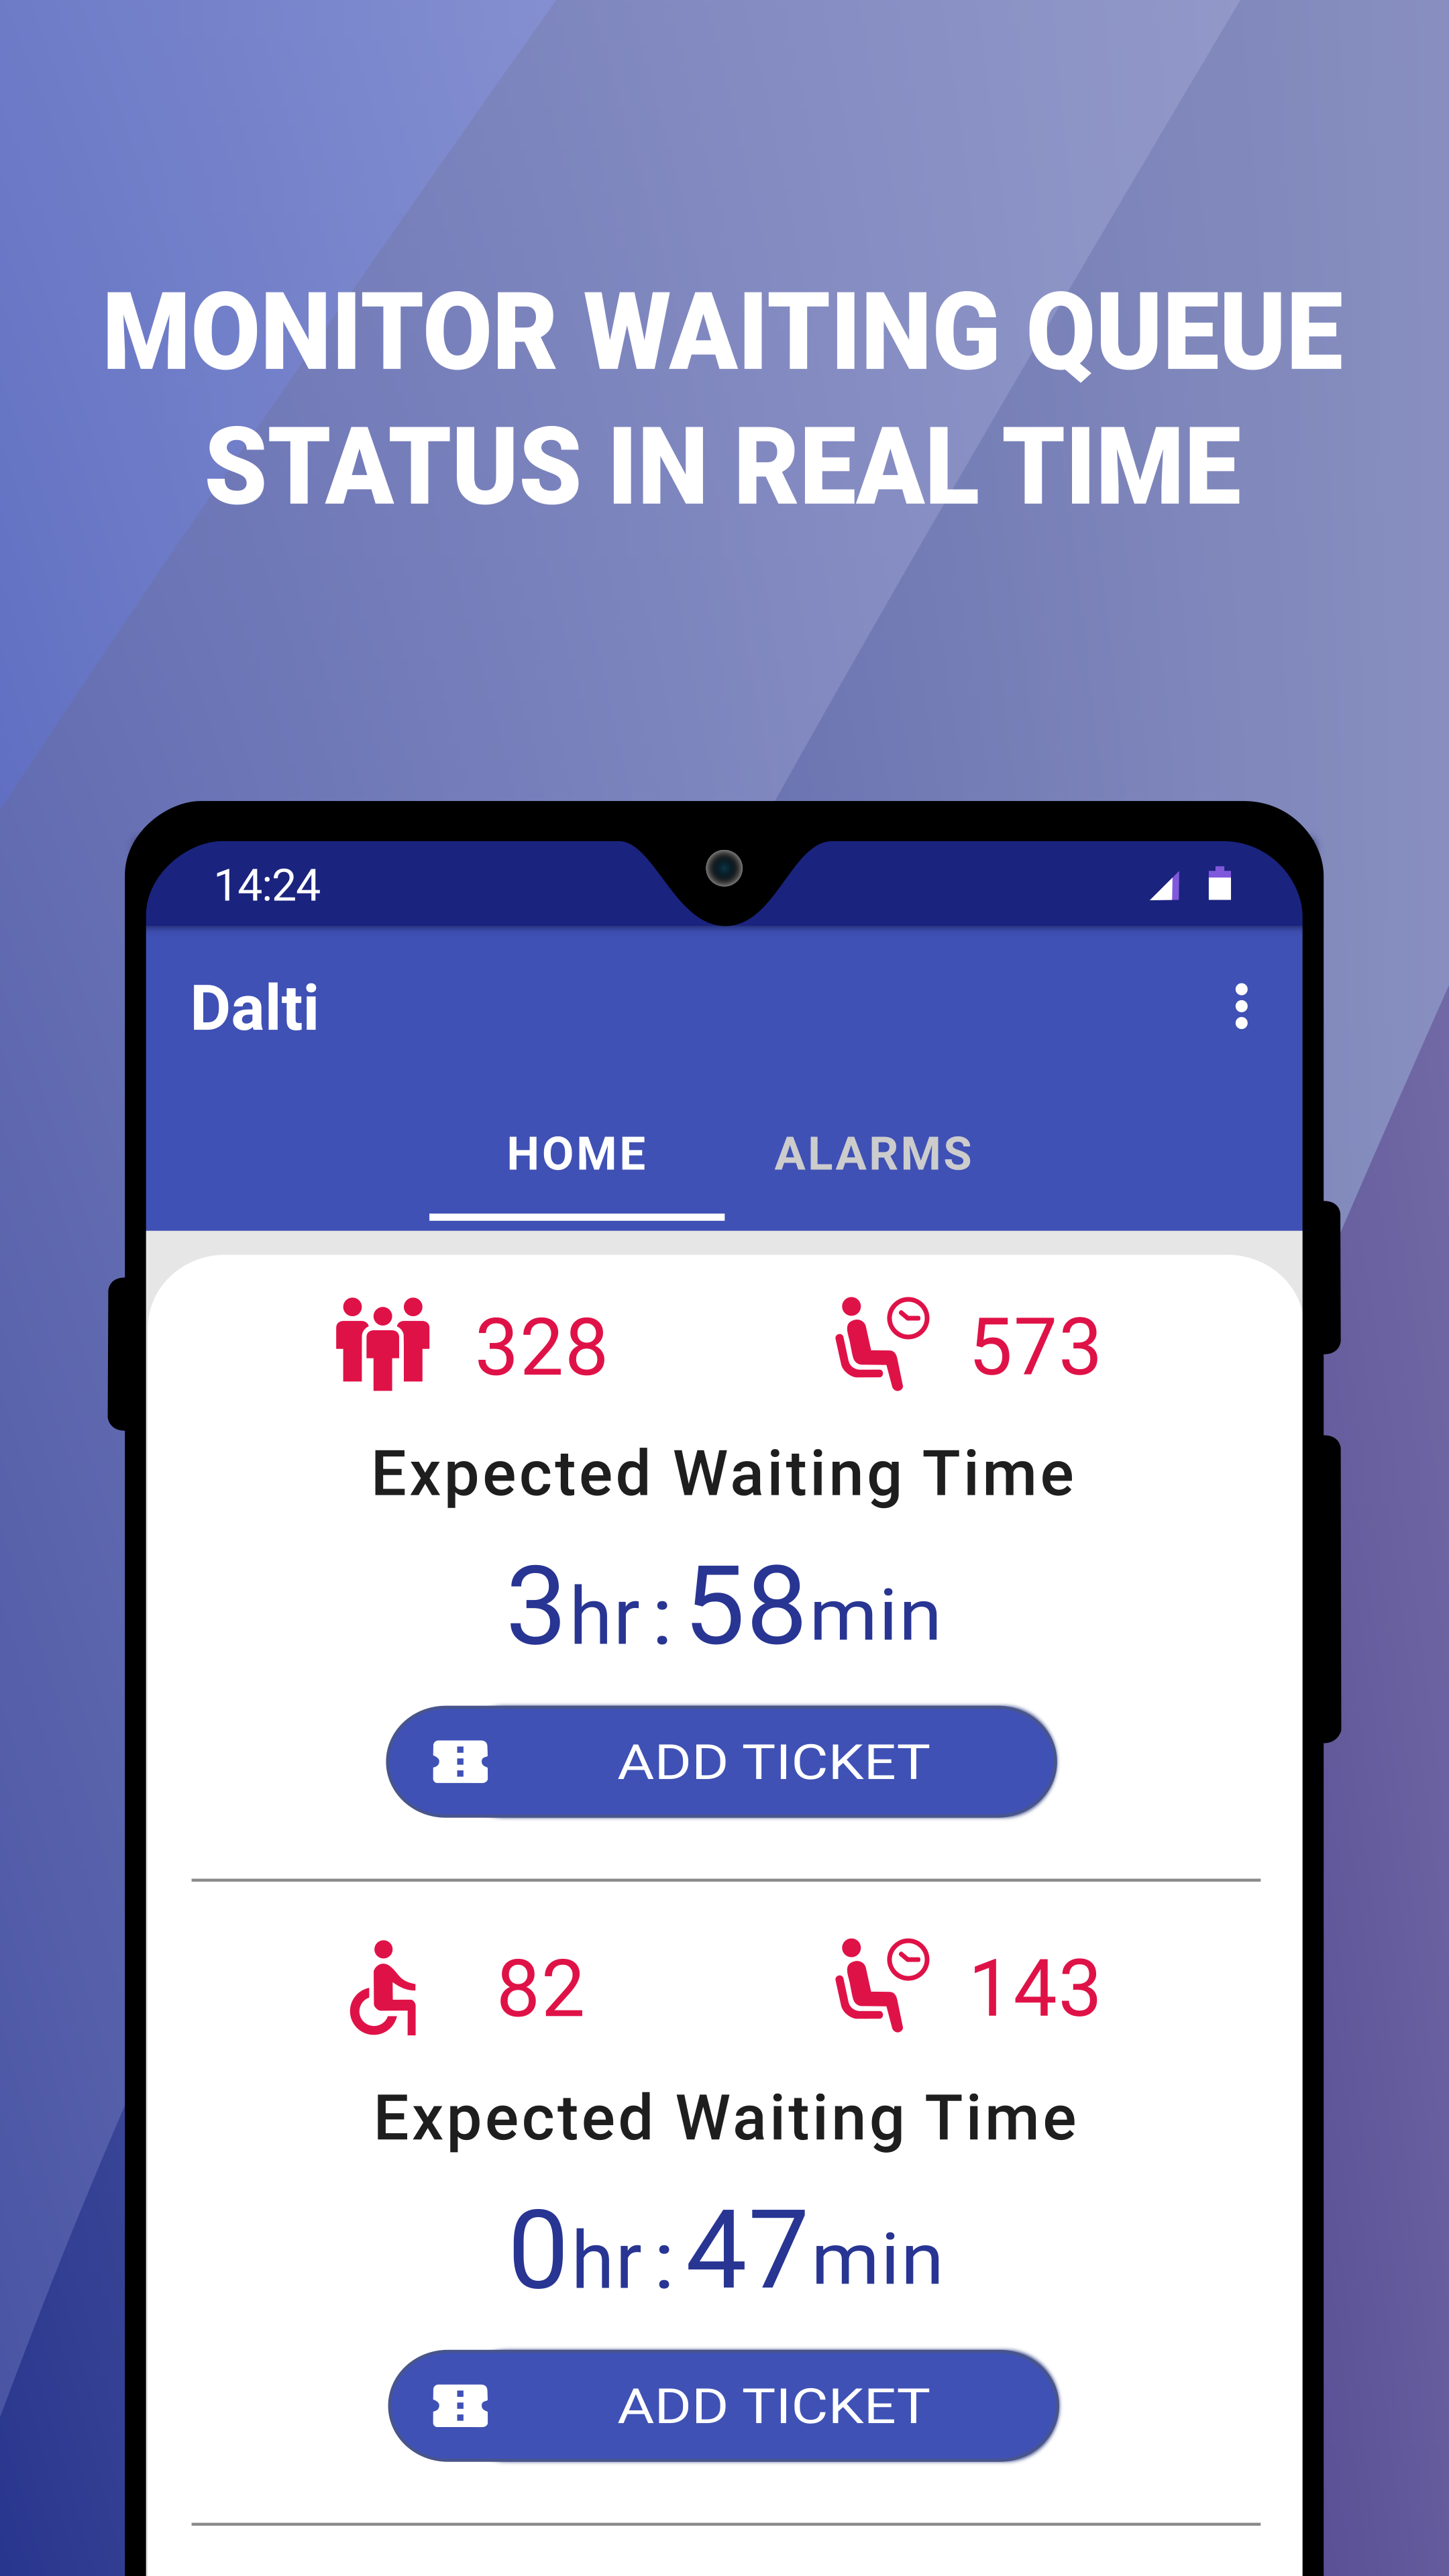 MONITOR WAITING QUEUE
STATUS IN REAL TIME
14:24
Dalti
HOME ALARMS
328 573
Expected Waiting Time
3hr : 58min
ADD TICKET
82 143
Expected Waiting Time
0hr : 47min
ADD TICKET